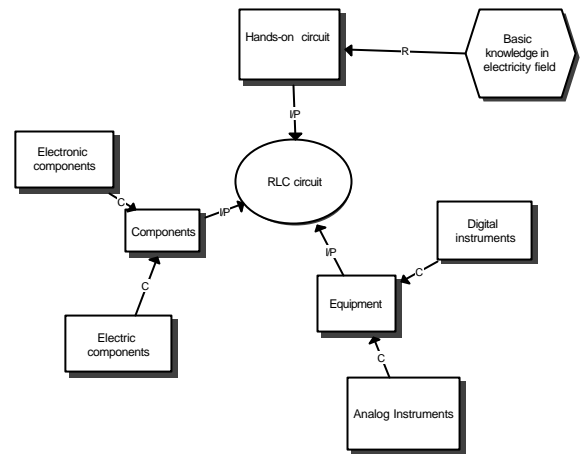 Hands-on circuit
Basic
knowledge in
electricity field
R
I/P
Electronic
components
RLC circuit
C
Components
I/P
Digital
instruments
I/P
C
Equipment
C
Electric
components
C
Analog Instruments